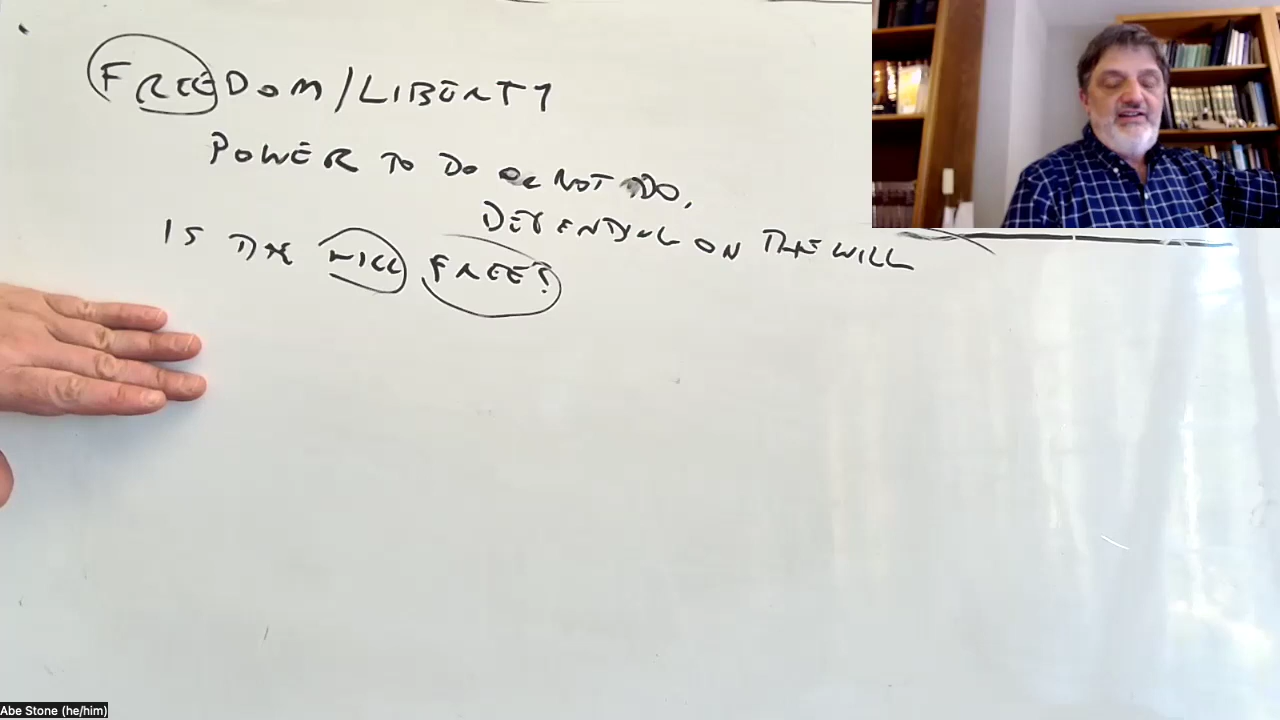 FREEDOM/LIBERTY
POWER TO DO OR NOT DO,
DEPENDING ON THE WILL
IS THE WILL FREE?
Abe Stone (he/him)